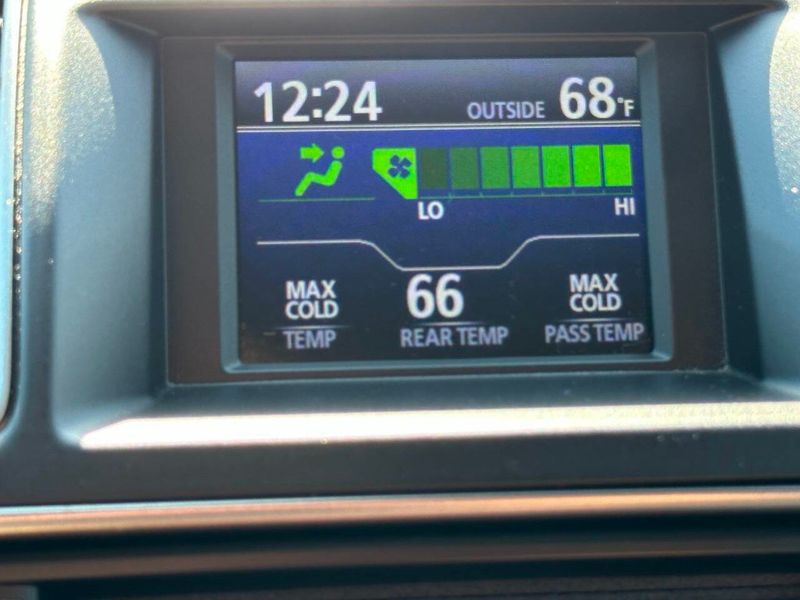 12:24 OUTSIDE 68°F
LO HI
MAX COLD 66 MAX COLD
TEMP REAR TEMP PASS TEMP